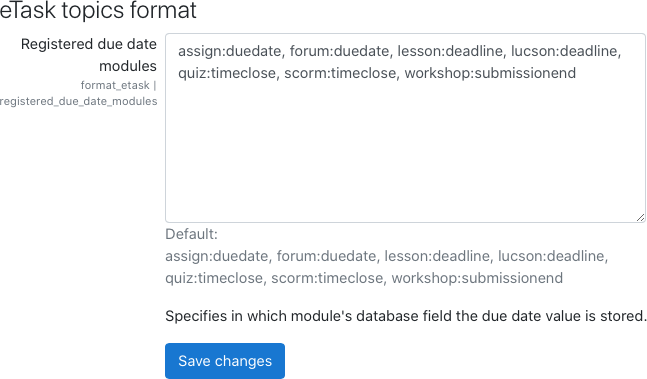 eTask topics format
Registered due date
modules
format_etask |
registered_due_date_modules
assign:duedate, forum:duedate, lesson:deadline, lucson:deadline,
quiz:timeclose, scorm:timeclose, workshop:submissionend
Default:
assign:duedate, forum:duedate, lesson:deadline, lucson:deadline,
quiz:timeclose, scorm:timeclose, workshop:submissionend
Specifies in which module's database field the due date value is stored.
Save changes